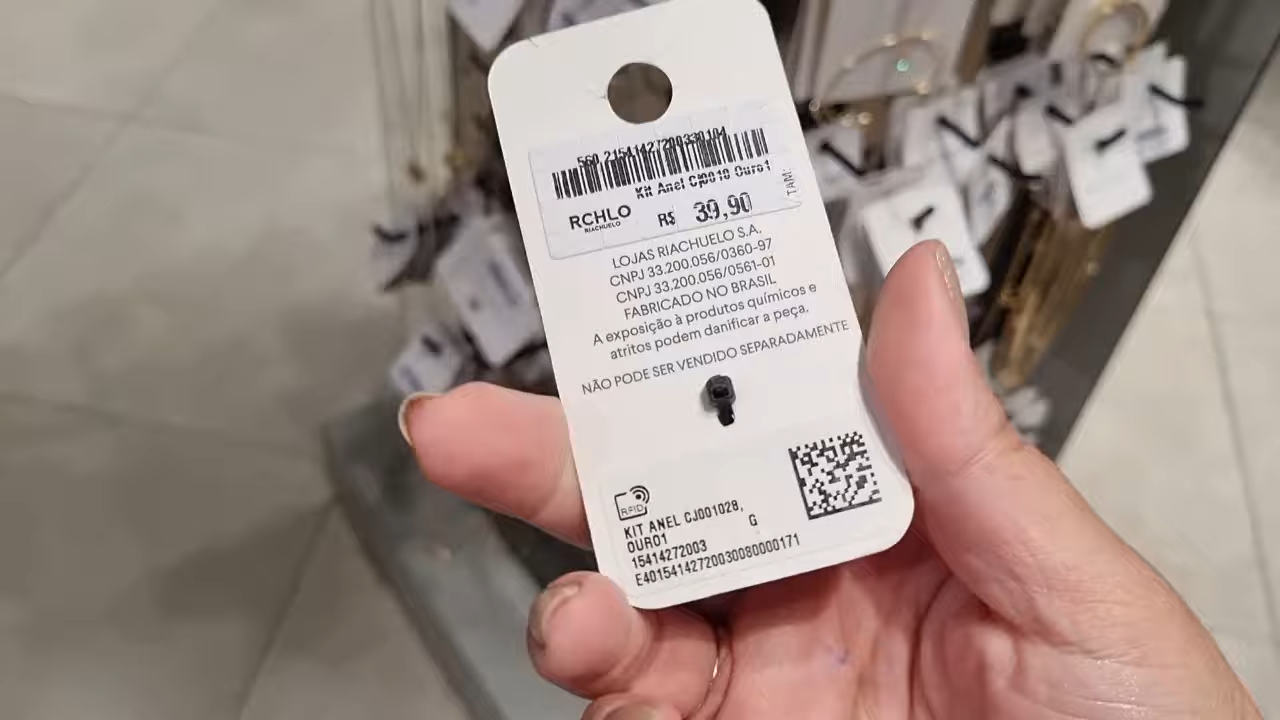 560 21541427200330104
Kit Anel Cj0010 Ouro1
TAM:
RCHLO
RIACHUELO
R$ 39,90
LOJAS RIACHUELO S.A.
CNPJ 33.200.056/0360-97
CNPJ 33.200.056/0561-01
FABRICADO NO BRASIL
A exposição à produtos químicos e
atritos podem danificar a peça.
NÃO PODE SER VENDIDO SEPARADAMENTE
RFID
KIT ANEL CJ001028,
OURO1 G
15414272003
E40154142720030080000171